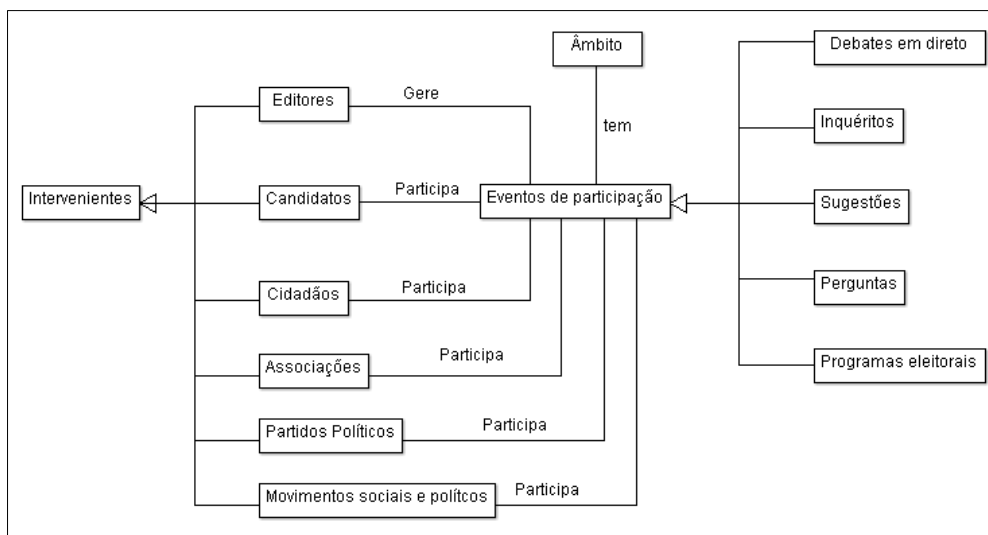 Âmbito
Debates em direto
Editores
Gere
tem
Inquéritos
Intervenientes
Candidatos
Participa
Eventos de participação
Sugestões
Cidadãos
Participa
Perguntas
Associações
Participa
Programas eleitorais
Partidos Políticos
Participa
Movimentos sociais e polítcos
Participa